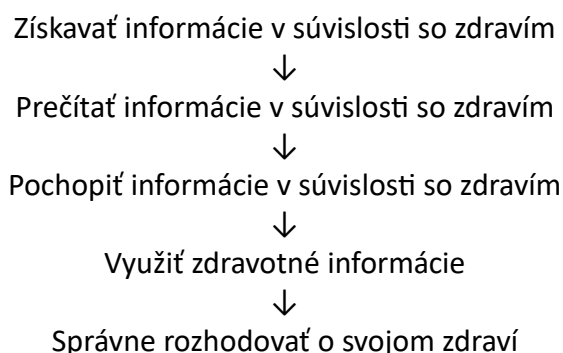 Získavať informácie v súvislosti so zdravím
↓
Prečítať informácie v súvislosti so zdravím
↓
Pochopiť informácie v súvislosti so zdravím
↓
Využiť zdravotné informácie
↓
Správne rozhodovať o svojom zdraví